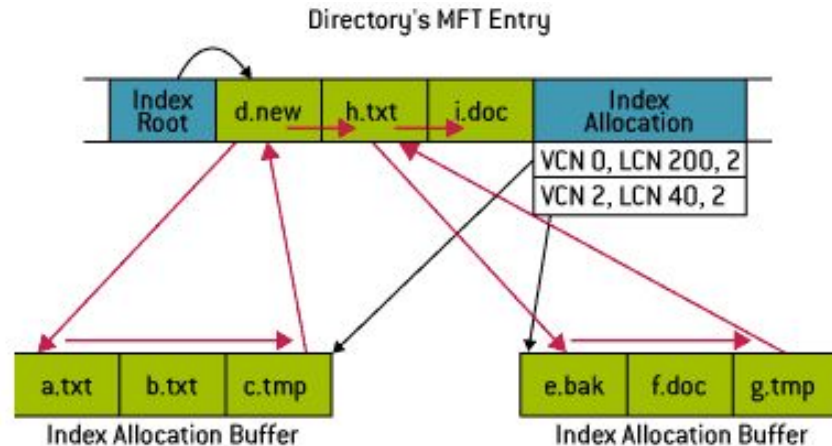 Directory's MFT Entry
Index
Root
d.new
h.txt
i.doc
Index
Allocation
VCN 0, LCN 200, 2
VCN 2, LCN 40, 2
a.txt
b.txt
c.tmp
Index Allocation Buffer
e.bak
f.doc
g.tmp
Index Allocation Buffer